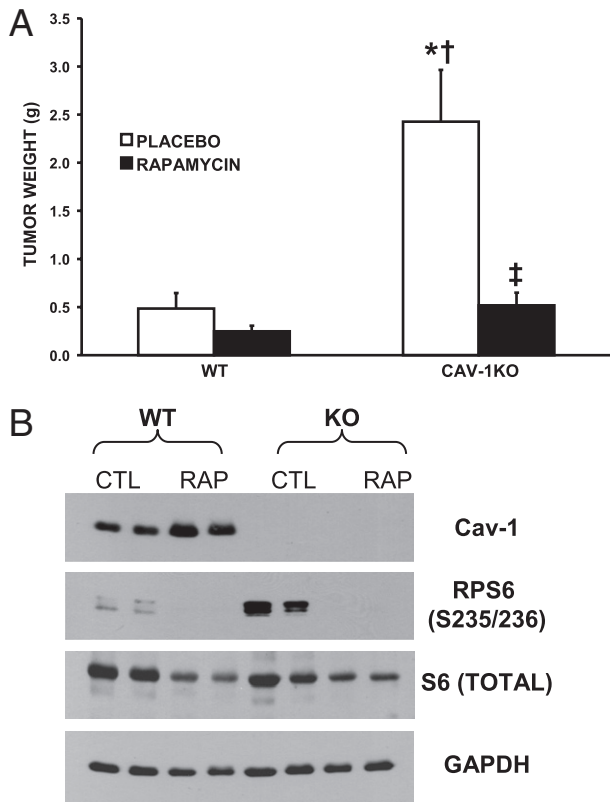 A
3.5
3.0
2.5
2.0
1.5
1.0
0.5
0.0
TUMOR WEIGHT (g)
PLACEBO
RAPAMYCIN
*†
‡
WT
CAV-1KO
B
WT
KO
CTL
RAP
CTL
RAP
Cav-1
RPS6
(S235/236)
S6 (TOTAL)
GAPDH